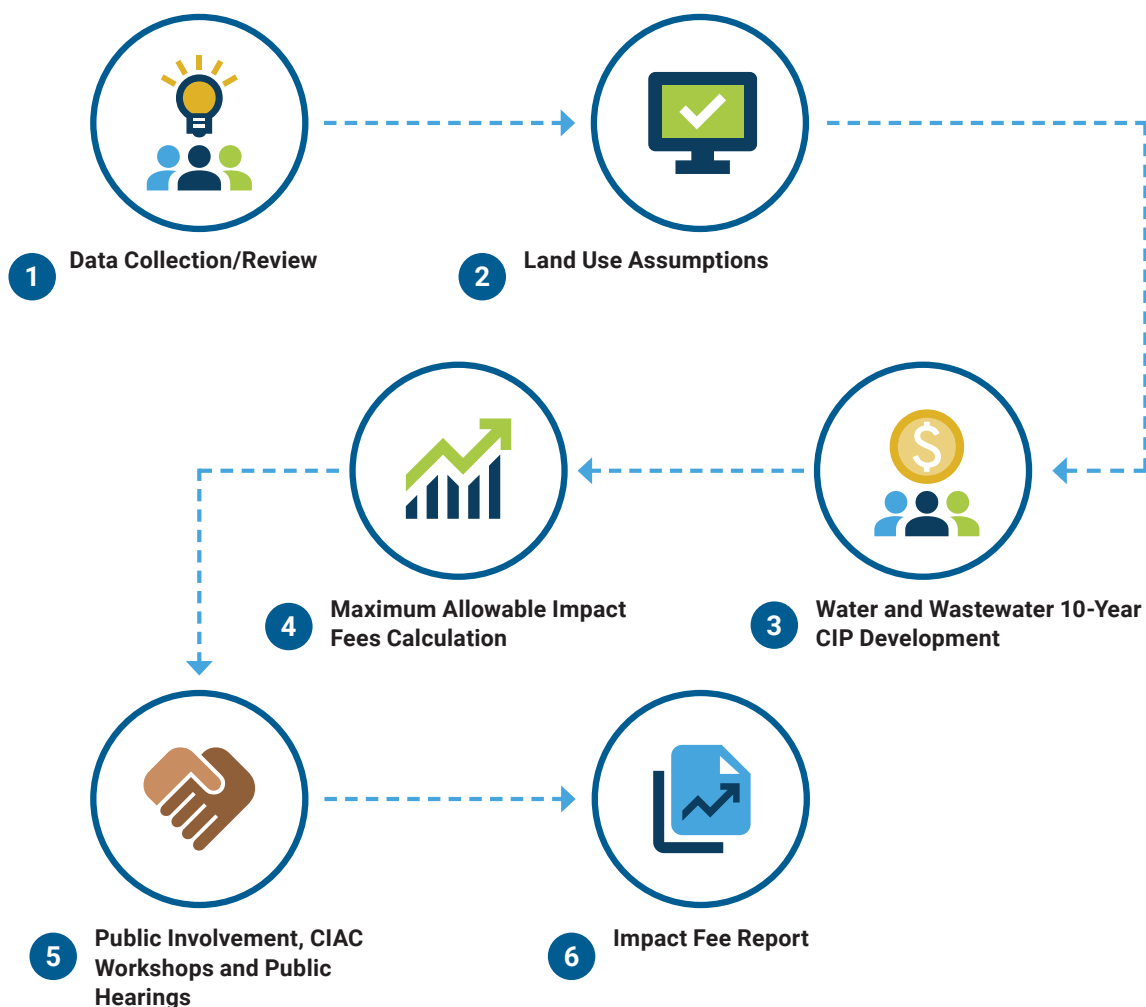 1 Data Collection/Review
2 Land Use Assumptions
$
3 Water and Wastewater 10-Year
CIP Development
4 Maximum Allowable Impact
Fees Calculation
5 Public Involvement, CIAC
Workshops and Public
Hearings
6 Impact Fee Report